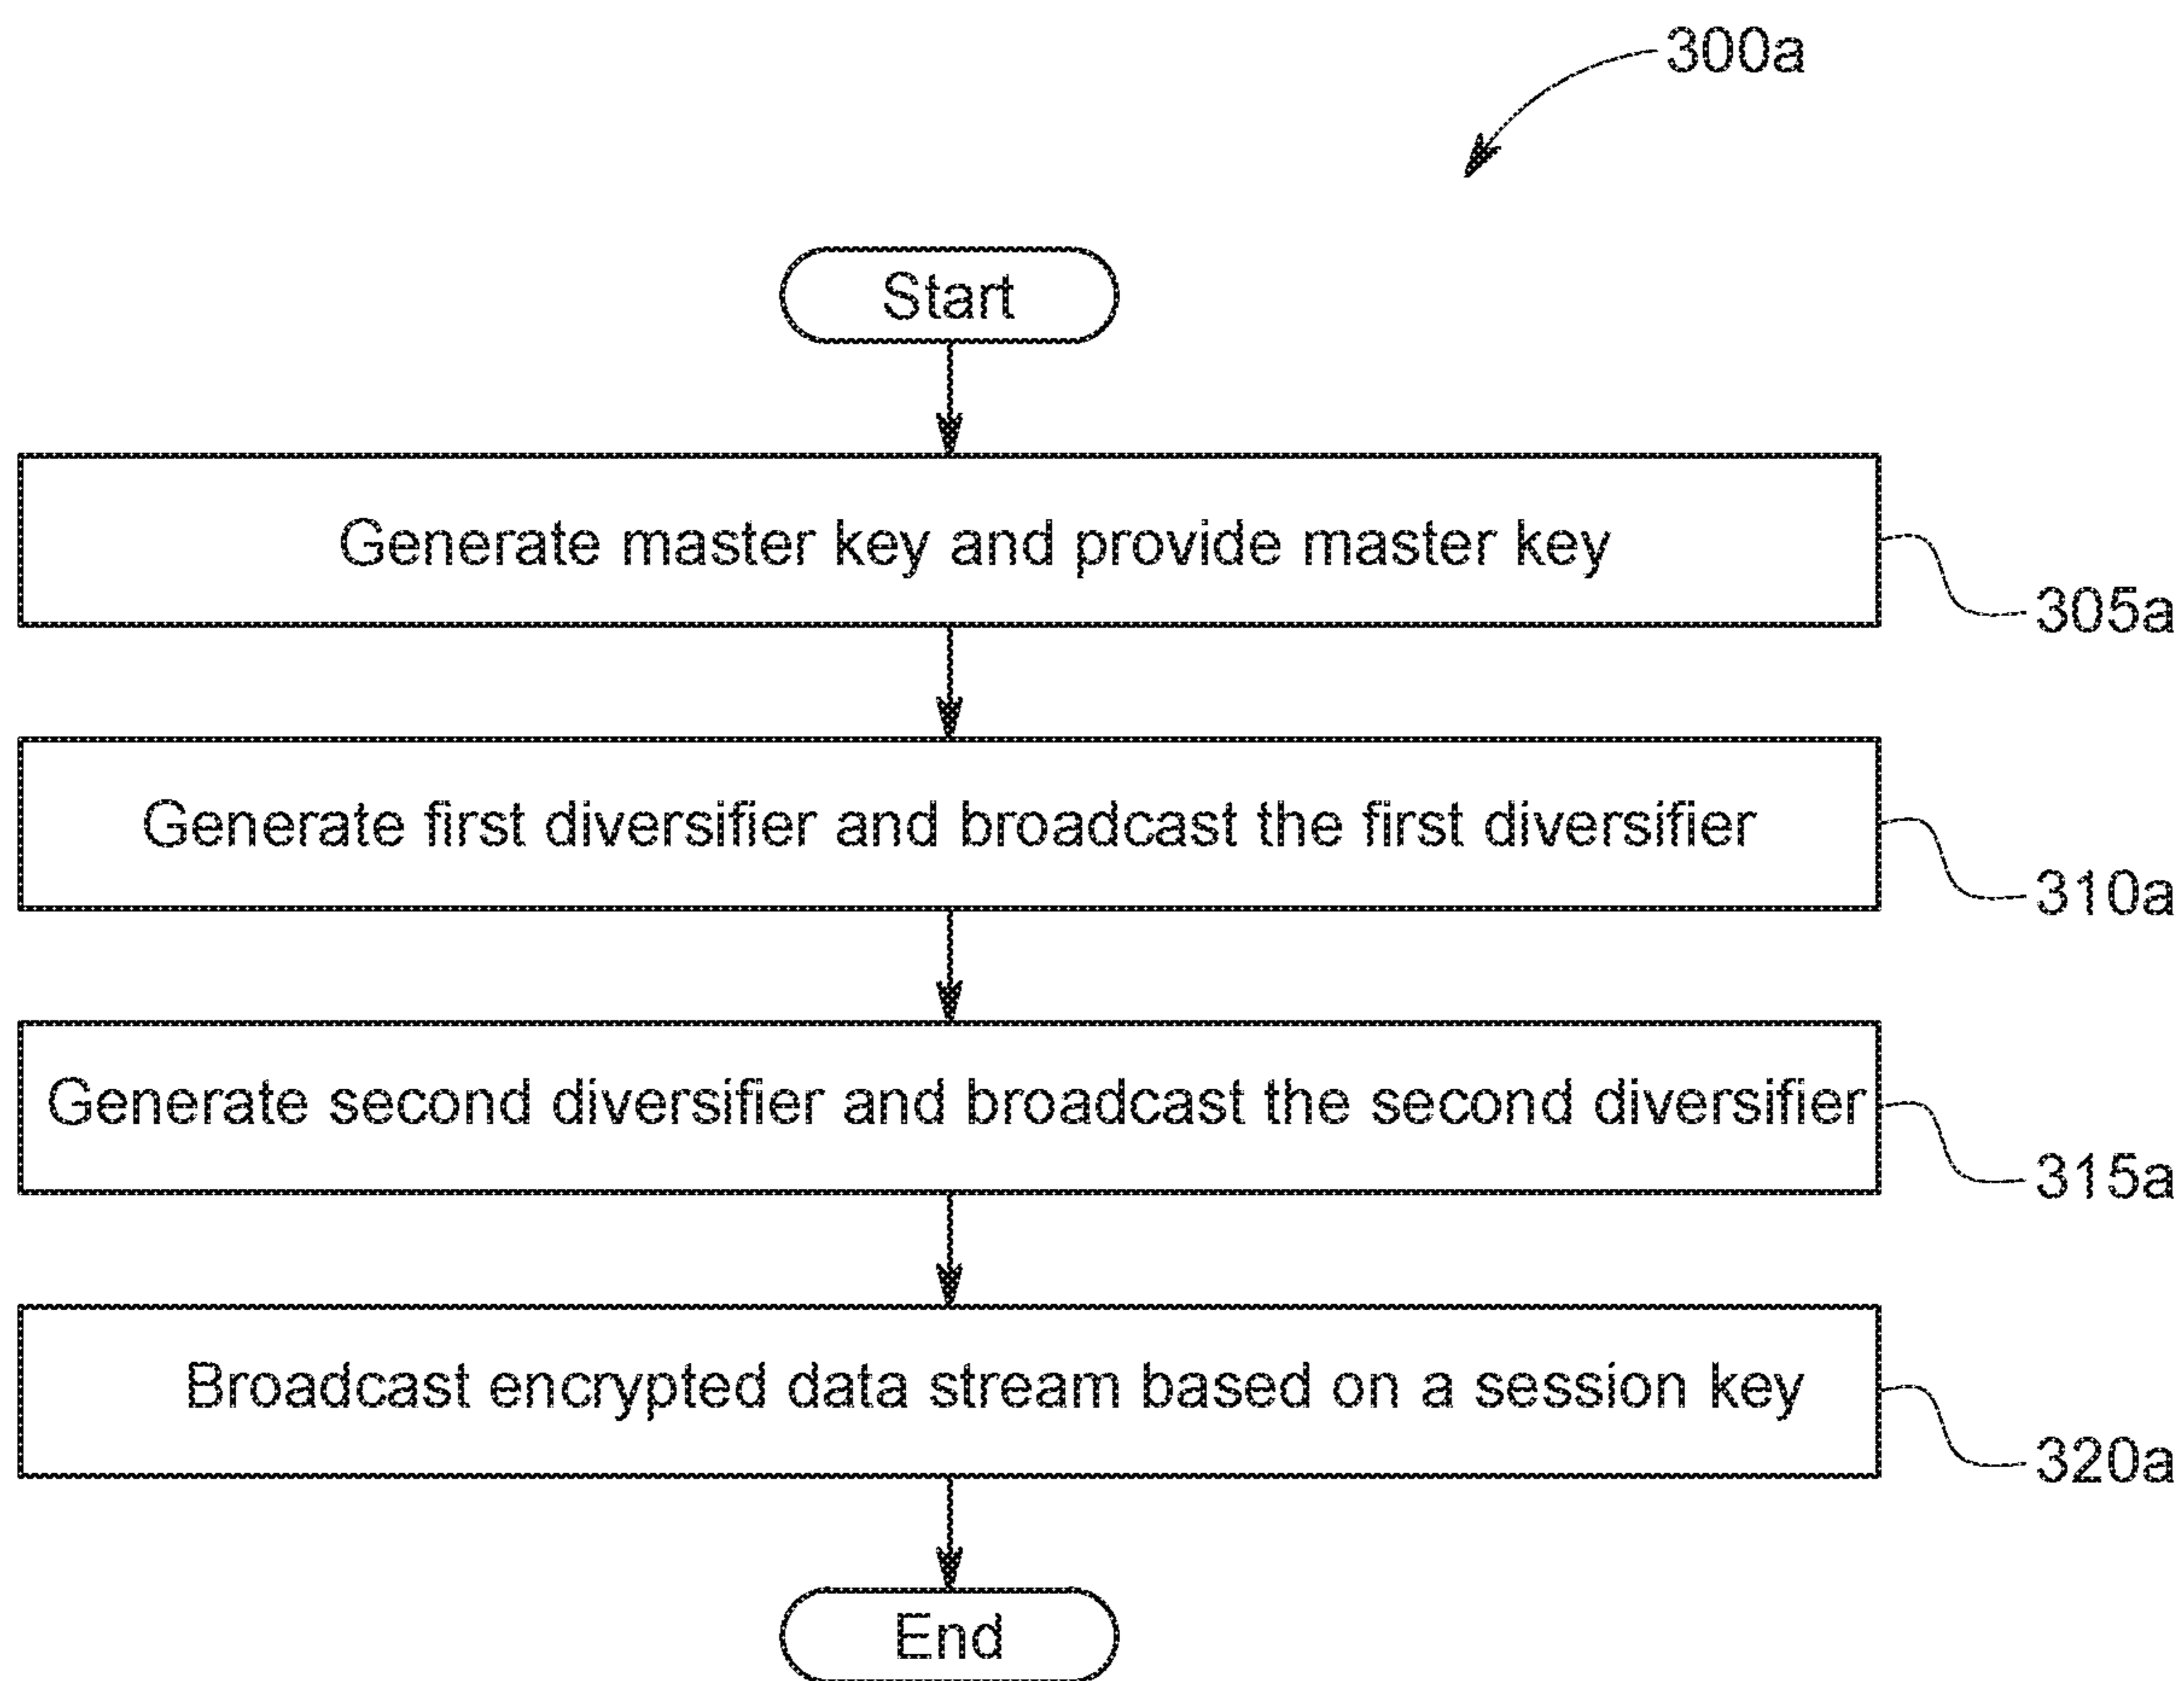 300a
Start
Generate master key and provide master key
305a
Generate first diversifier and broadcast the first diversifier
310a
Generate second diversifier and broadcast the second diversifier
315a
Broadcast encrypted data stream based on a session key
320a
End